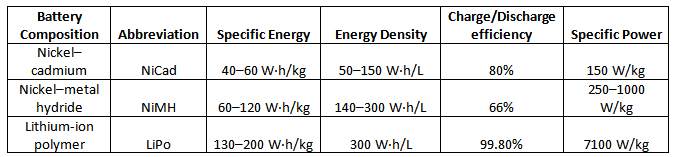 Battery Composition Abbreviation Specific Energy Energy Density Charge/Discharge efficiency Specific Power
Nickel–cadmium NiCad 40–60 W·h/kg 50–150 W·h/L 80% 150 W/kg
Nickel–metal hydride NiMH 60–120 W·h/kg 140–300 W·h/L 66% 250–1000 W/kg
Lithium-ion polymer LiPo 130–200 W·h/kg 300 W·h/L 99.80% 7100 W/kg